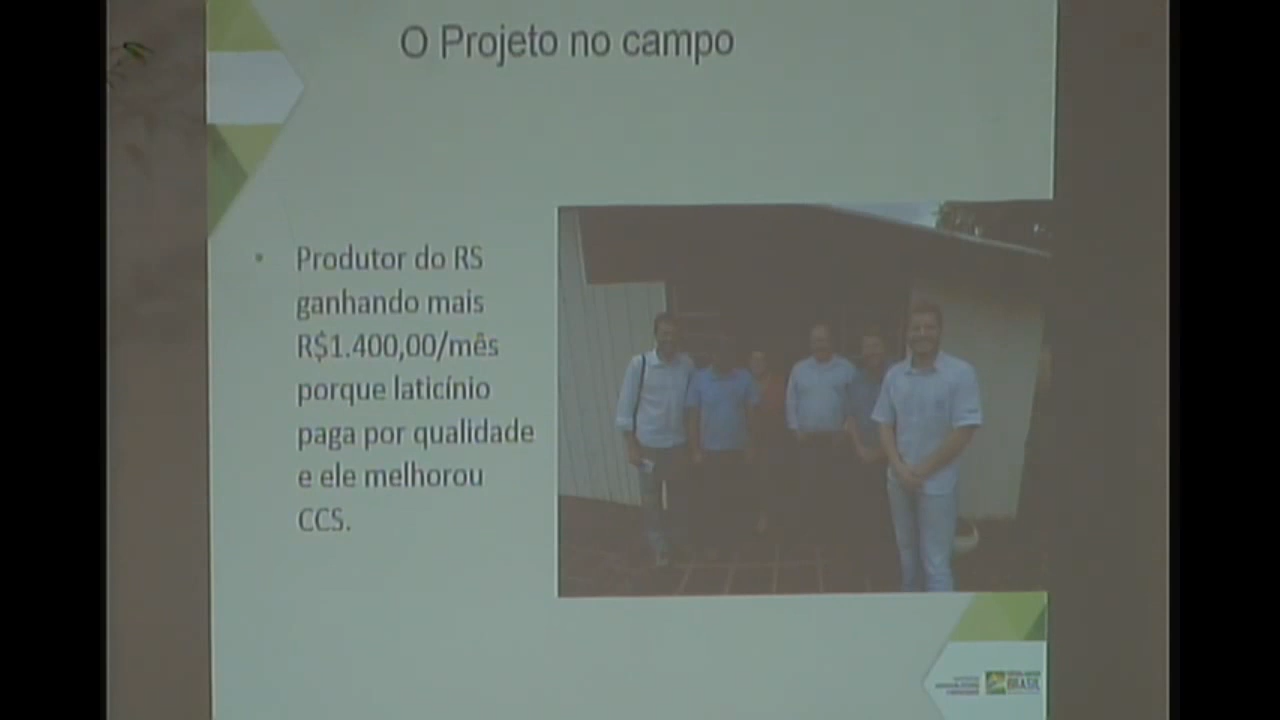 O Projeto no campo
• Produtor do RS
ganhando mais
R$1.400,00/mês
porque laticínio
paga por qualidade
e ele melhorou
CCS.
BRASIL